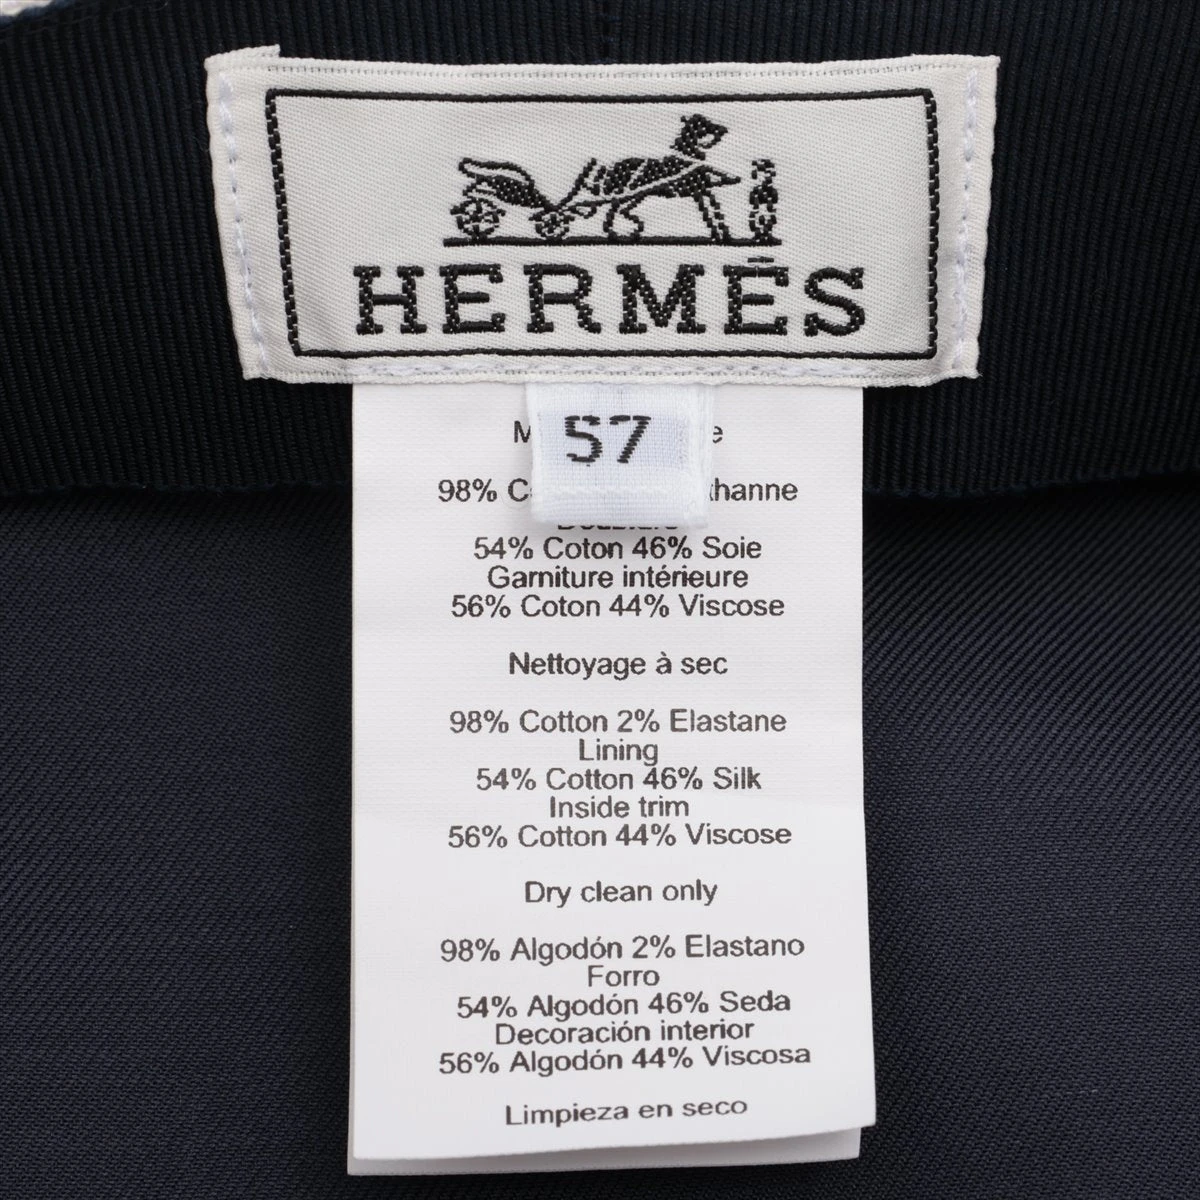 HERMÈS
57
98%
thanne
54% Coton 46% Soie
Garniture intérieure
56% Coton 44% Viscose
Nettoyage à sec
98% Cotton 2% Elastane
Lining
54% Cotton 46% Silk
Inside trim
56% Cotton 44% Viscose
Dry clean only
98% Algodón 2% Elastano
Forro
54% Algodón 46% Seda
Decoración interior
56% Algodón 44% Viscosa
Limpieza en seco